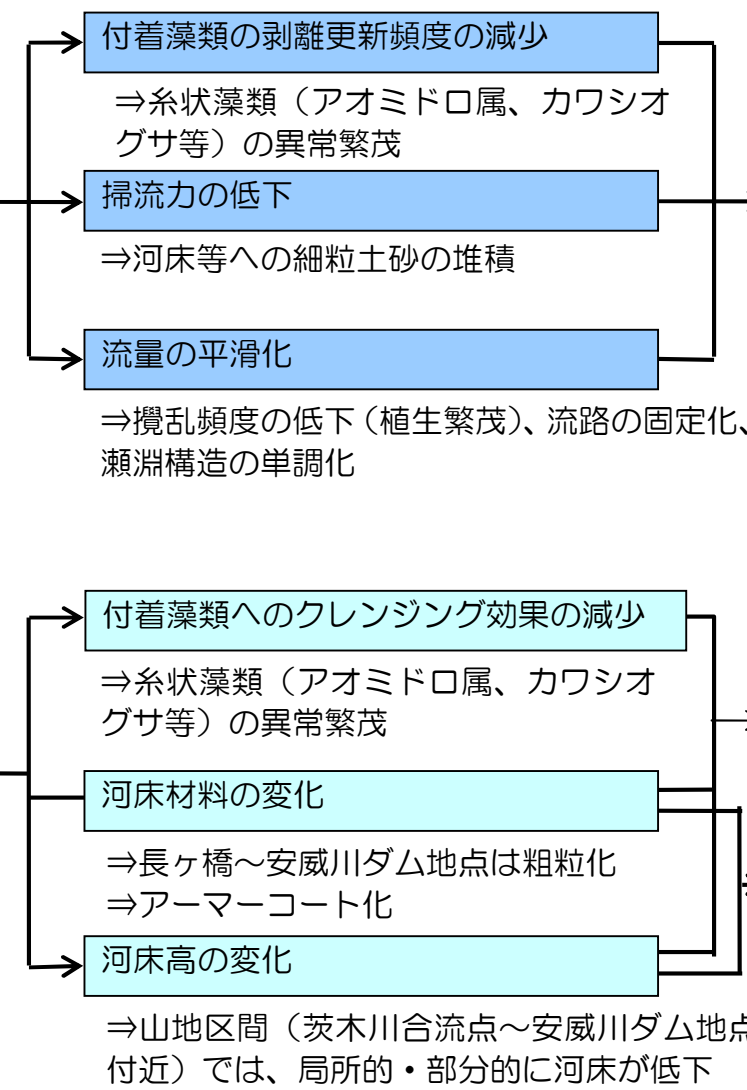 付着藻類の剥離更新頻度の減少
⇒糸状藻類（アオミドロ属、カワシオ
グサ等）の異常繁茂
掃流力の低下
⇒河床等への細粒土砂の堆積
流量の平滑化
⇒攪乱頻度の低下（植生繁茂）、流路の固定化、
瀬淵構造の単調化
付着藻類へのクレンジング効果の減少
⇒糸状藻類（アオミドロ属、カワシオ
グサ等）の異常繁茂
河床材料の変化
⇒長ヶ橋～安威川ダム地点は粗粒化
⇒アーマーコート化
河床高の変化
⇒山地区間（茨木川合流点～安威川ダム地点
付近）では、局所的・部分的に河床が低下